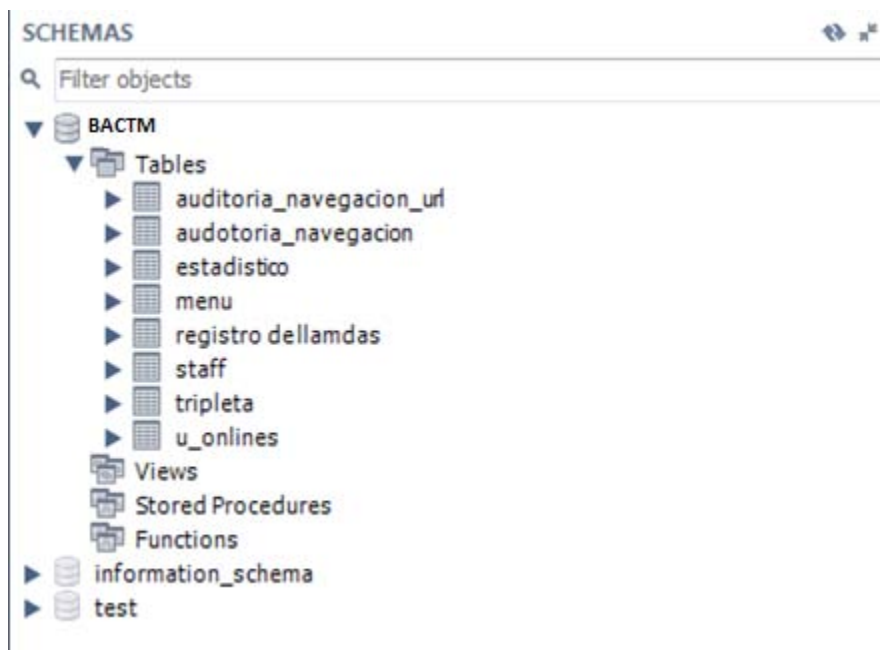 SCHEMAS
Filter objects
BACTM
Tables
auditoria_navegacion_url
audotoria_navegacion
estadistico
menu
registro dellamdas
staff
tripleta
u_onlines
Views
Stored Procedures
Functions
information_schema
test